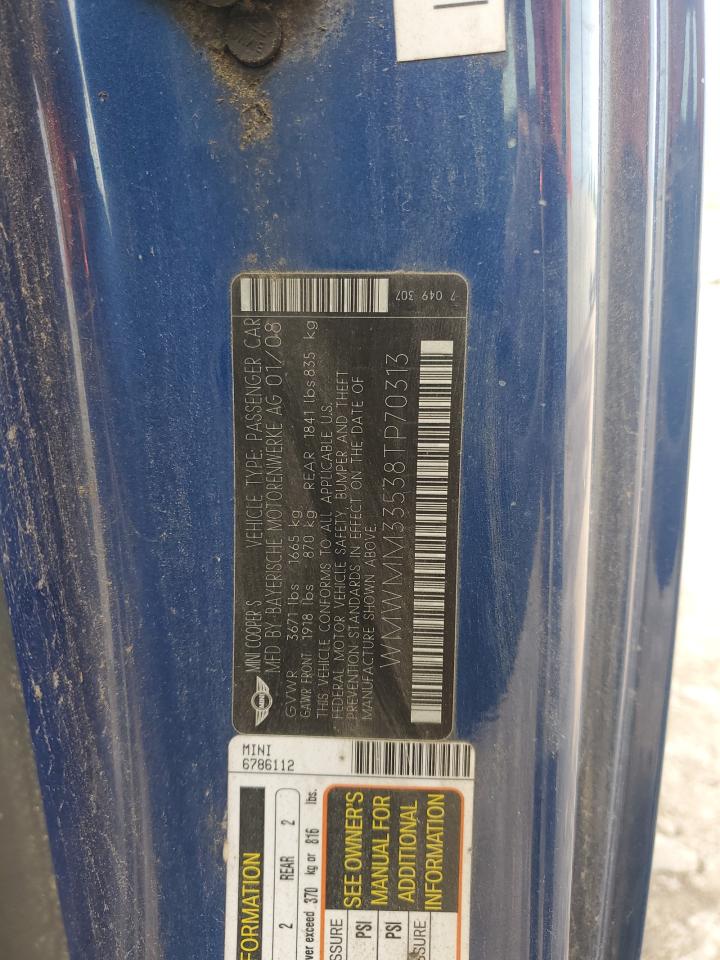 7 049 307
MINI COOPER S VEHICLE TYPE: PASSENGER CAR
MFD BY-BAYERISCHE MOTORENWERKE AG 01/08
GVWR 3671 lbs 1665 kg
GAWR FRONT 1918 lbs 870 kg REAR 1841 lbs 835 kg
THIS VEHICLE CONFORMS TO ALL APPLICABLE U.S.
FEDERAL MOTOR VEHICLE SAFETY, BUMPER AND THEFT
PREVENTION STANDARDS IN EFFECT ON THE DATE OF
MANUFACTURE SHOWN ABOVE.
WMWMM33538TP70313
MINI
6786112
FORMATION
2 REAR 2
ver exceed 370 kg or 816 lbs.
SSURE
PSI
PSI
SSURE
SEE OWNER'S
MANUAL FOR
ADDITIONAL
INFORMATION